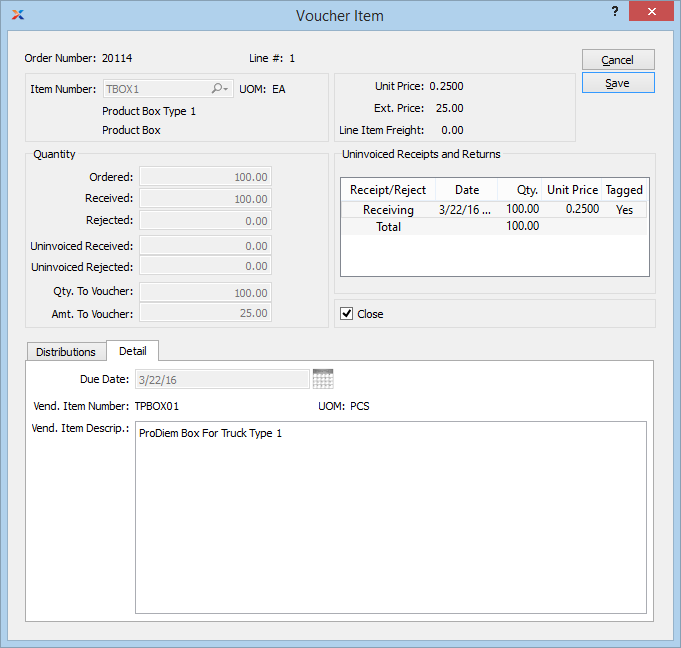 Voucher Item
?
Order Number: 20114 Line #: 1
Cancel
Save
Item Number: TBOX1 UOM: EA
Product Box Type 1
Product Box
Unit Price: 0.2500
Ext. Price: 25.00
Line Item Freight: 0.00
Quantity
Ordered: 100.00
Received: 100.00
Rejected: 0.00
Uninvoiced Received: 0.00
Uninvoiced Rejected: 0.00
Qty. To Voucher: 100.00
Amt. To Voucher: 25.00
Uninvoiced Receipts and Returns
Receipt/Reject Date Qty. Unit Price Tagged
Receiving 3/22/16 ... 100.00 0.2500 Yes
Total 100.00
Close
Distributions Detail
Due Date: 3/22/16
Vend. Item Number: TPBOX01 UOM: PCS
Vend. Item Descrip.: ProDiem Box For Truck Type 1